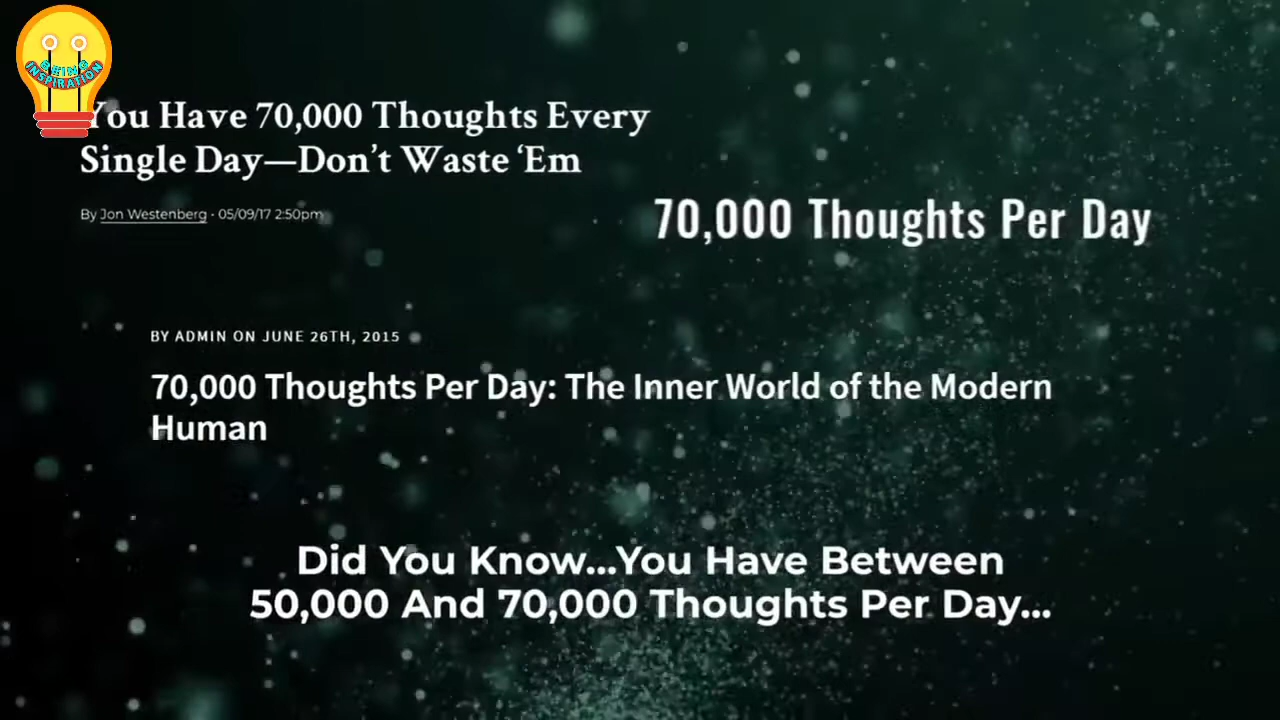 BEING
INSPIRATION
You Have 70,000 Thoughts Every
Single Day—Don’t Waste ‘Em
By Jon Westenberg - 05/09/17 2:50pm
70,000 Thoughts Per Day
BY ADMIN ON JUNE 26TH, 2015
70,000 Thoughts Per Day: The Inner World of the Modern
Human
Did You Know...You Have Between
50,000 And 70,000 Thoughts Per Day...